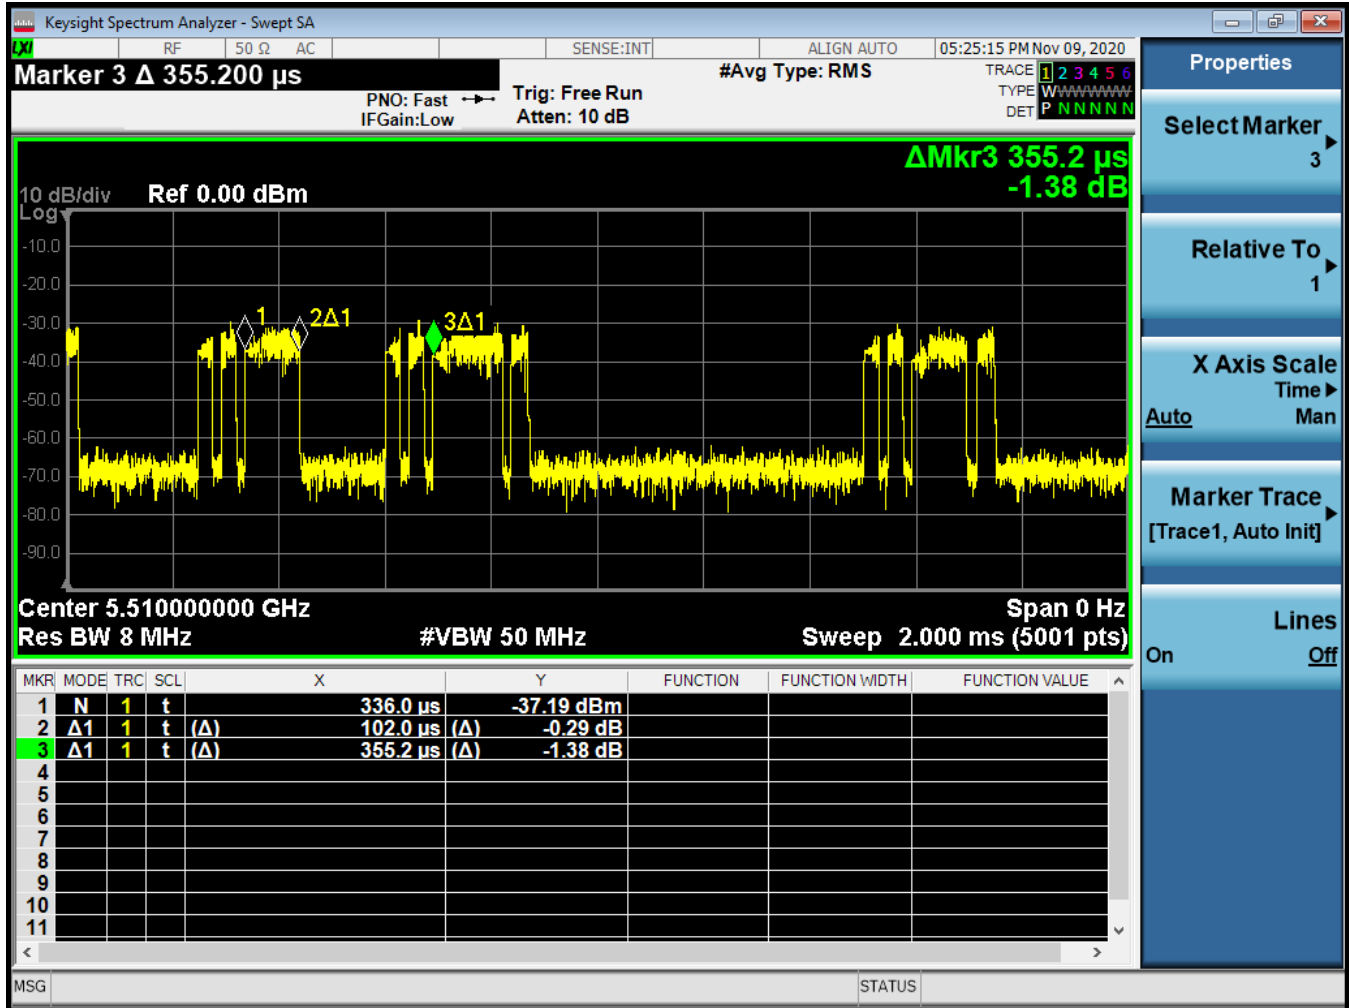 Keysight Spectrum Analyzer - Swept SA
LXI RF 50 Ω AC SENSE:INT ALIGN AUTO 05:25:15 PM Nov 09, 2020
Marker 3 Δ 355.200 µs
PNO: Fast
IFGain:Low
Trig: Free Run
Atten: 10 dB
#Avg Type: RMS
TRACE 1 2 3 4 5 6
TYPE W W W W W W
DET P N N N N N
ΔMkr3 355.2 µs
-1.38 dB
10 dB/div
Log
Ref 0.00 dBm
-10.0
-20.0
-30.0
-40.0
-50.0
-60.0
-70.0
-80.0
-90.0
1
2Δ1
3Δ1
Center 5.510000000 GHz
Span 0 Hz
Res BW 8 MHz
#VBW 50 MHz
Sweep 2.000 ms (5001 pts)
MKR MODE TRC SCL X Y FUNCTION FUNCTION WIDTH FUNCTION VALUE
1 N 1 t 336.0 µs -37.19 dBm
2 Δ1 1 t (Δ) 102.0 µs (Δ) -0.29 dB
3 Δ1 1 t (Δ) 355.2 µs (Δ) -1.38 dB
4
5
6
7
8
9
10
11
MSG
STATUS
Properties
Select Marker
3
Relative To
1
X Axis Scale
Time
Auto Man
Marker Trace
[Trace1, Auto Init]
Lines
On Off